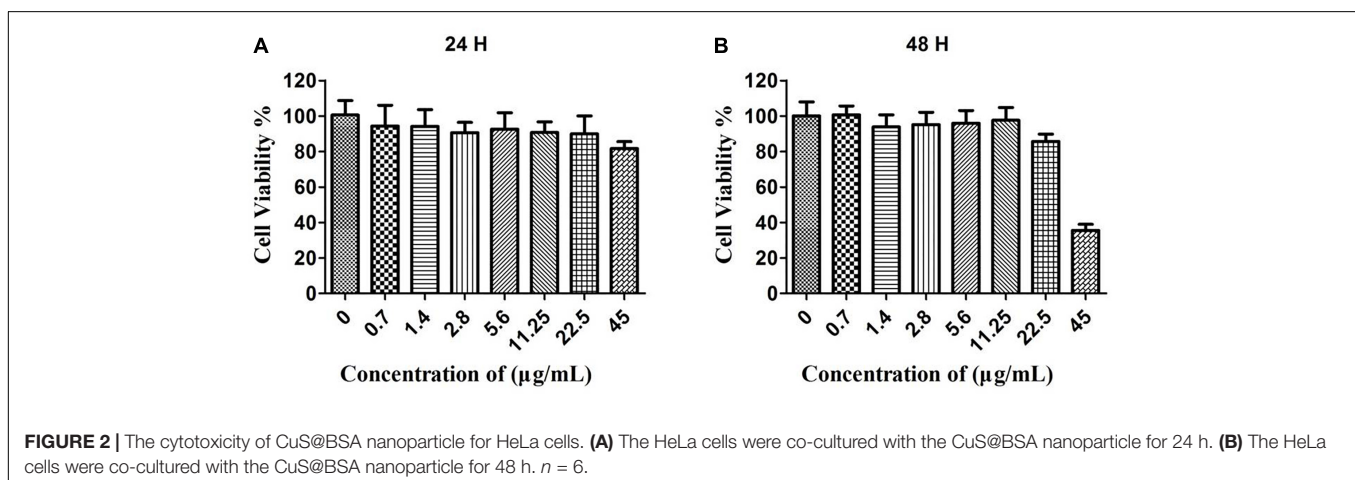 A 24 H
120
100
80
60
40
20
0
Cell Viability %
0 0.7 1.4 2.8 5.6 11.25 22.5 45
Concentration of (µg/mL)
B 48 H
120
100
80
60
40
20
0
Cell Viability %
0 0.7 1.4 2.8 5.6 11.25 22.5 45
Concentration of (µg/mL)
FIGURE 2 | The cytotoxicity of CuS@BSA nanoparticle for HeLa cells. (A) The HeLa cells were co-cultured with the CuS@BSA nanoparticle for 24 h. (B) The HeLa
cells were co-cultured with the CuS@BSA nanoparticle for 48 h. n = 6.